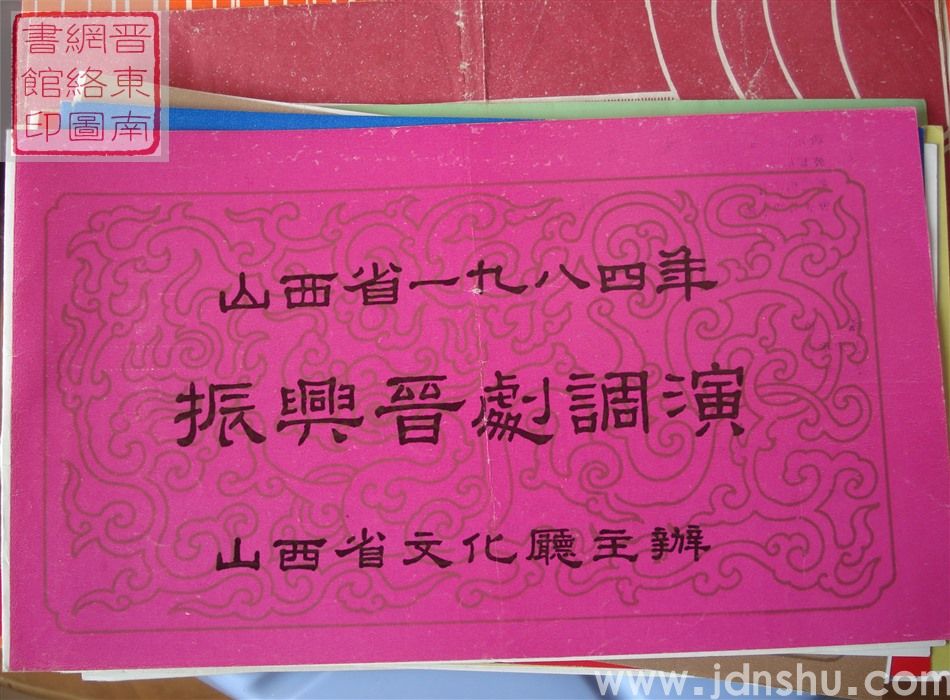 晋東南
網絡圖
書館印
山西省一九八四年
振興晉劇調演
山西省文化廳主辦
www.jdnshu.com